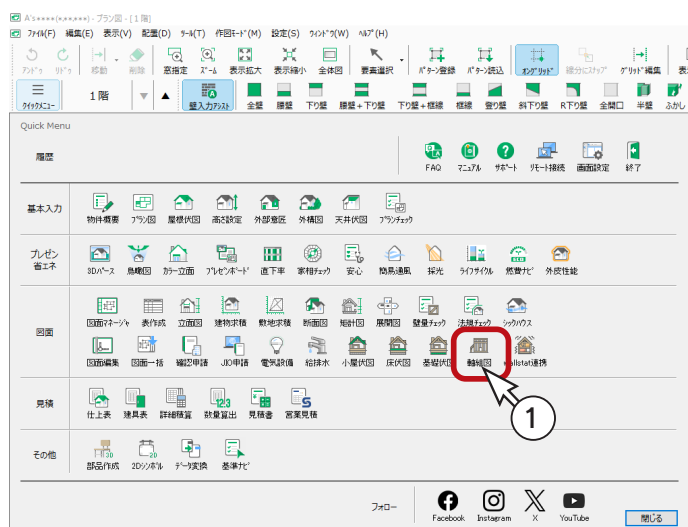 A's∗∗∗∗(∗,∗∗,∗∗∗) - プラン図 - [1 階]
ファイル(F) 編集(E) 表示(V) 配置(D) ツール(T) 作図モード(M) 設定(S) ウィンドウ(W) ヘルプ(H)
アンドゥ リドゥ 移動 削除 窓指定 ズーム 表示拡大 表示縮小 全体図 要素選択 パターン登録 パターン読込 オングリッド 線分にスナップ グリッド編集 表
クイックメニュー 1 階 ▼ ▲ 壁入力アシスト 全壁 腰壁 下り壁 腰壁+下り壁 下り壁+框線 框線 登り壁 斜下り壁 R下り壁 全開口 半壁 ふかし
Quick Menu
履歴 FAQ マニュアル サポート リモート接続 画面設定 終了
基本入力 物件概要 プラン図 屋根伏図 高さ設定 外部意匠 外構図 天井伏図 プランチェック
プレゼン
省エネ
3Dパース 鳥瞰図 カラー立面 プレゼンボード 直下率 家相チェック 安心 簡易通風 採光 ライフサイクル 燃費ナビ 外皮性能
図面
図面マネージャ 表作成 立面図 建物求積 敷地求積 断面図 矩計図 展開図 壁量チェック 法規チェック シックハウス
図面編集 図面一括 確認申請 JIO申請 電気設備 給排水 小屋伏図 床伏図 基礎伏図 軸組図 wallstat連携
見積 仕上表 建具表 詳細積算 数量算出 見積書 営業見積
その他 部品作成 2Dシンボル データ変換 基準ナビ
1
フォロー Facebook Instagram X YouTube 閉じる